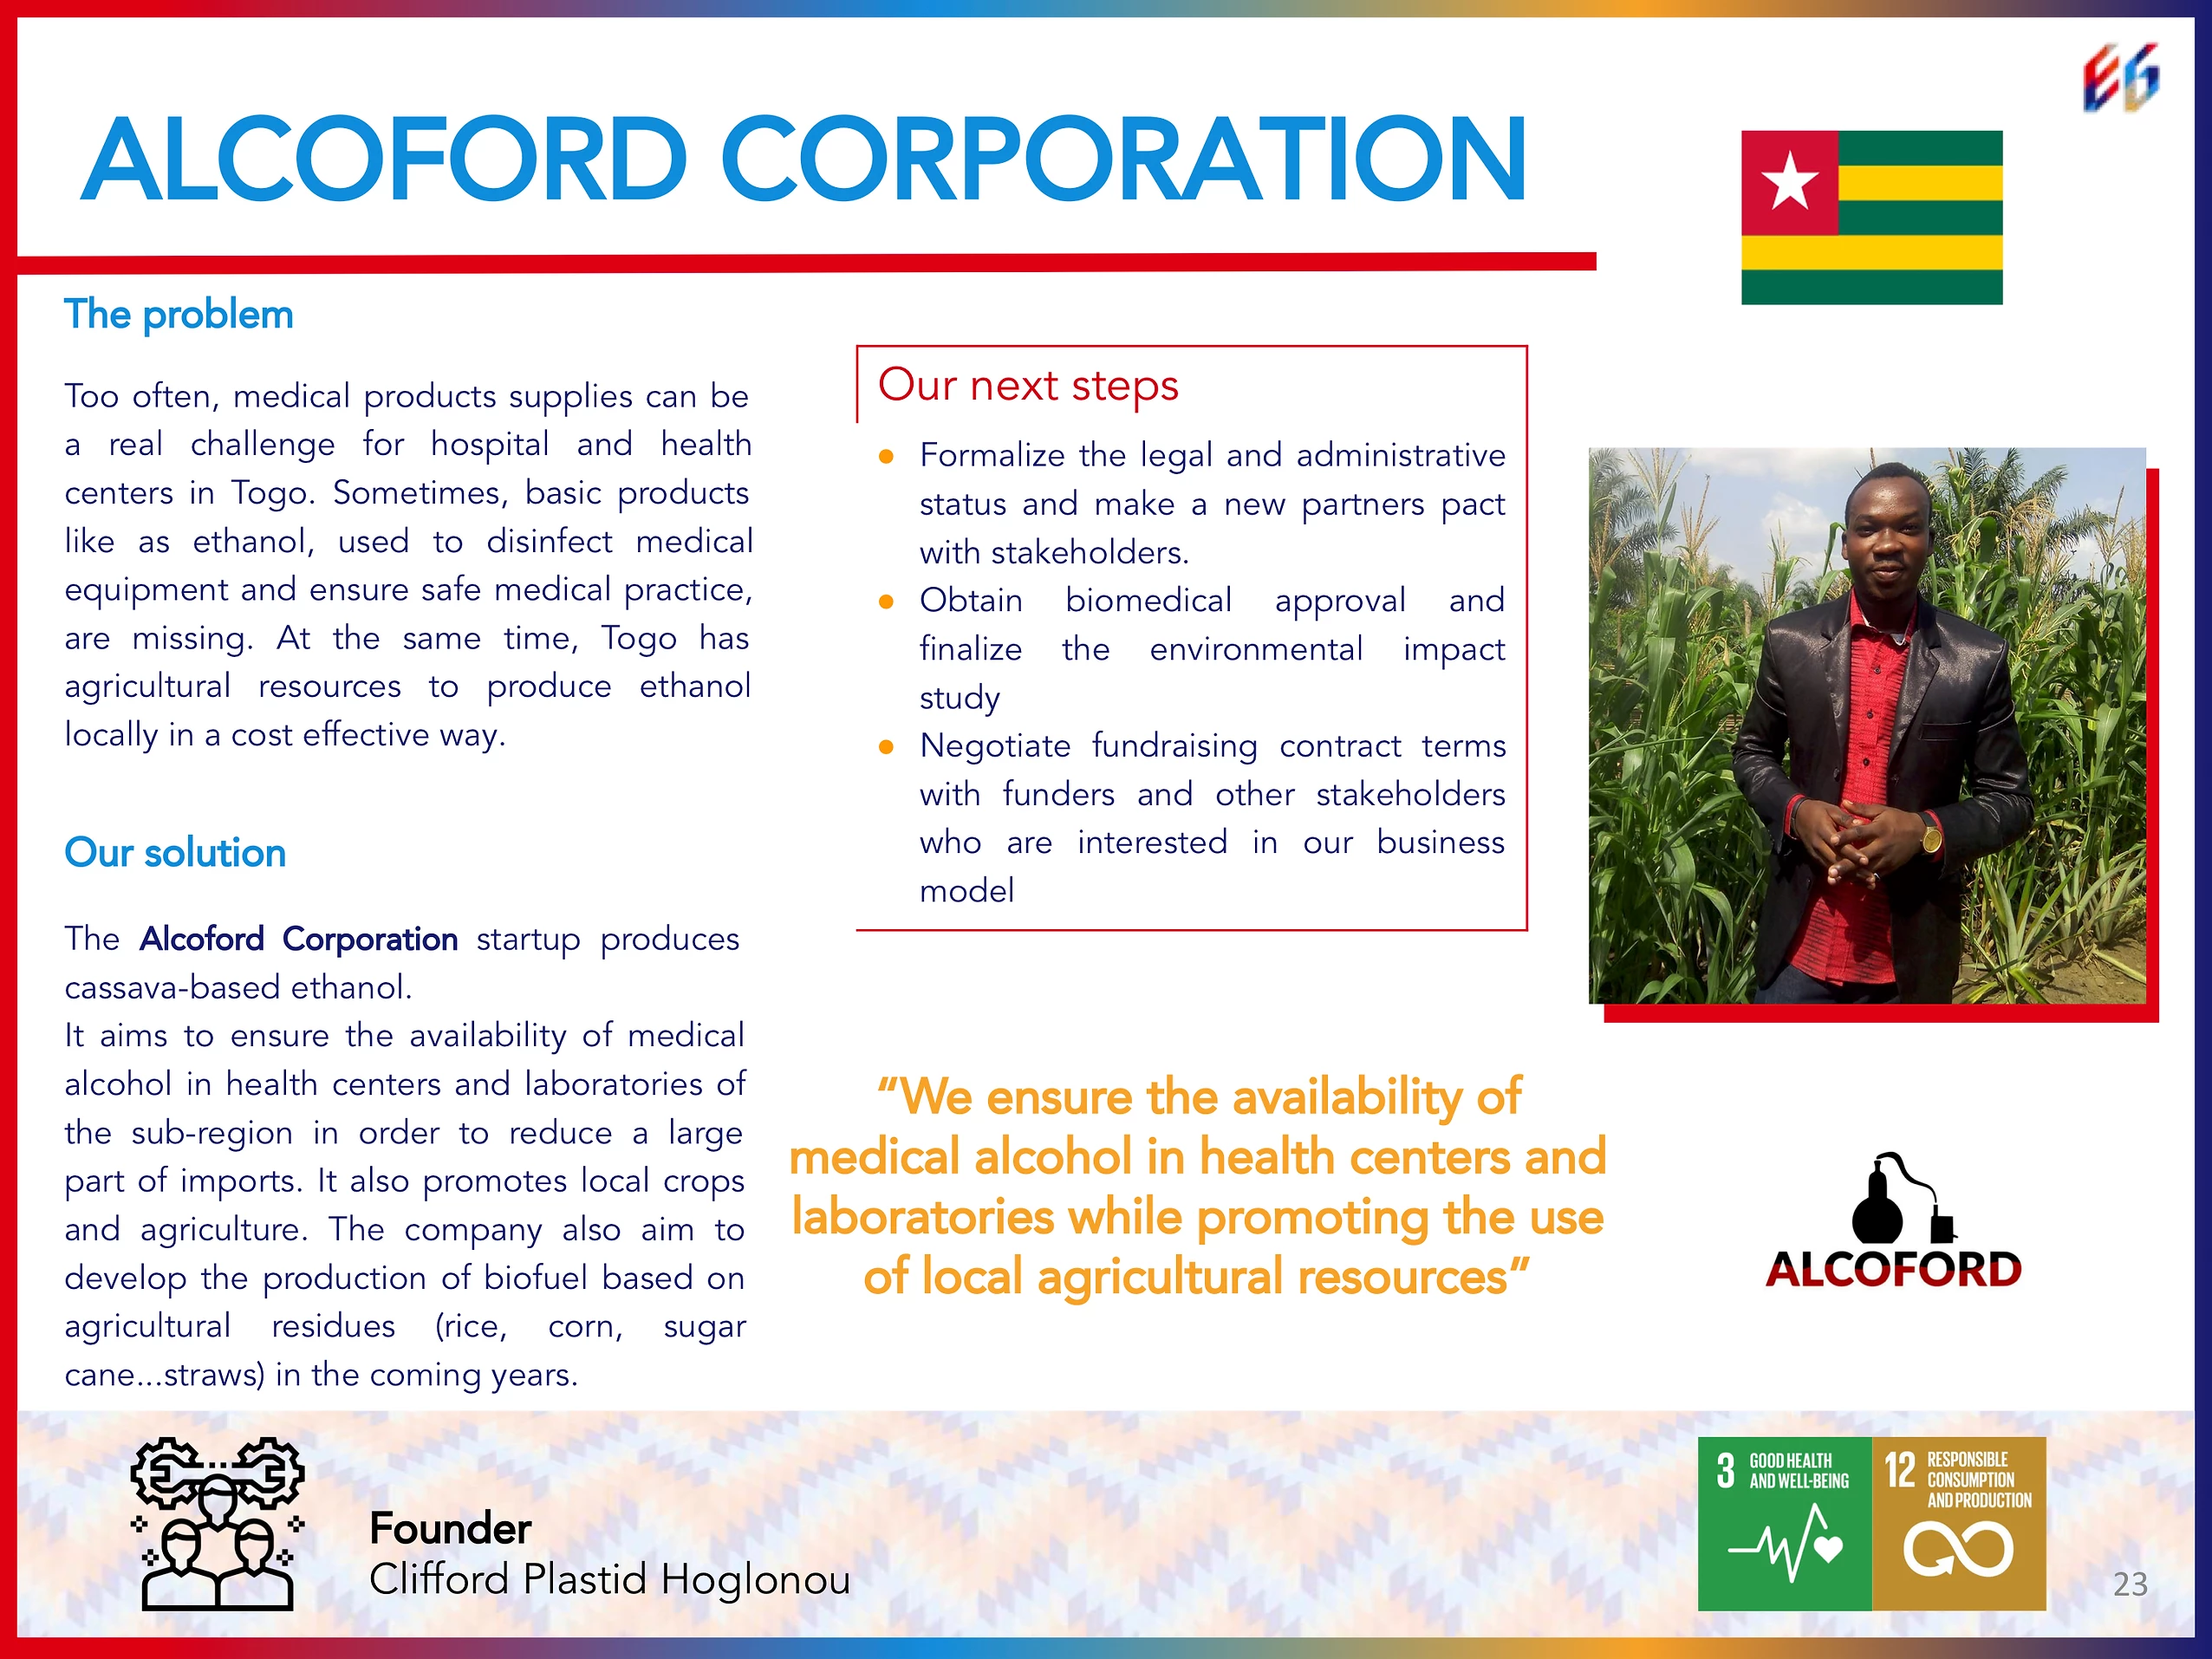 E6
ALCOFORD CORPORATION
The problem
Too often, medical products supplies can be
a real challenge for hospital and health
centers in Togo. Sometimes, basic products
like as ethanol, used to disinfect medical
equipment and ensure safe medical practice,
are missing. At the same time, Togo has
agricultural resources to produce ethanol
locally in a cost effective way.
Our solution
The Alcoford Corporation startup produces
cassava-based ethanol.
It aims to ensure the availability of medical
alcohol in health centers and laboratories of
the sub-region in order to reduce a large
part of imports. It also promotes local crops
and agriculture. The company also aim to
develop the production of biofuel based on
agricultural residues (rice, corn, sugar
cane...straws) in the coming years.
Our next steps
● Formalize the legal and administrative
status and make a new partners pact
with stakeholders.
● Obtain biomedical approval and
finalize the environmental impact
study
● Negotiate fundraising contract terms
with funders and other stakeholders
who are interested in our business
model
“We ensure the availability of
medical alcohol in health centers and
laboratories while promoting the use
of local agricultural resources”
ALCOFORD
Founder
Clifford Plastid Hoglonou
3 GOOD HEALTH
AND WELL-BEING
12 RESPONSIBLE
CONSUMPTION
AND PRODUCTION
23